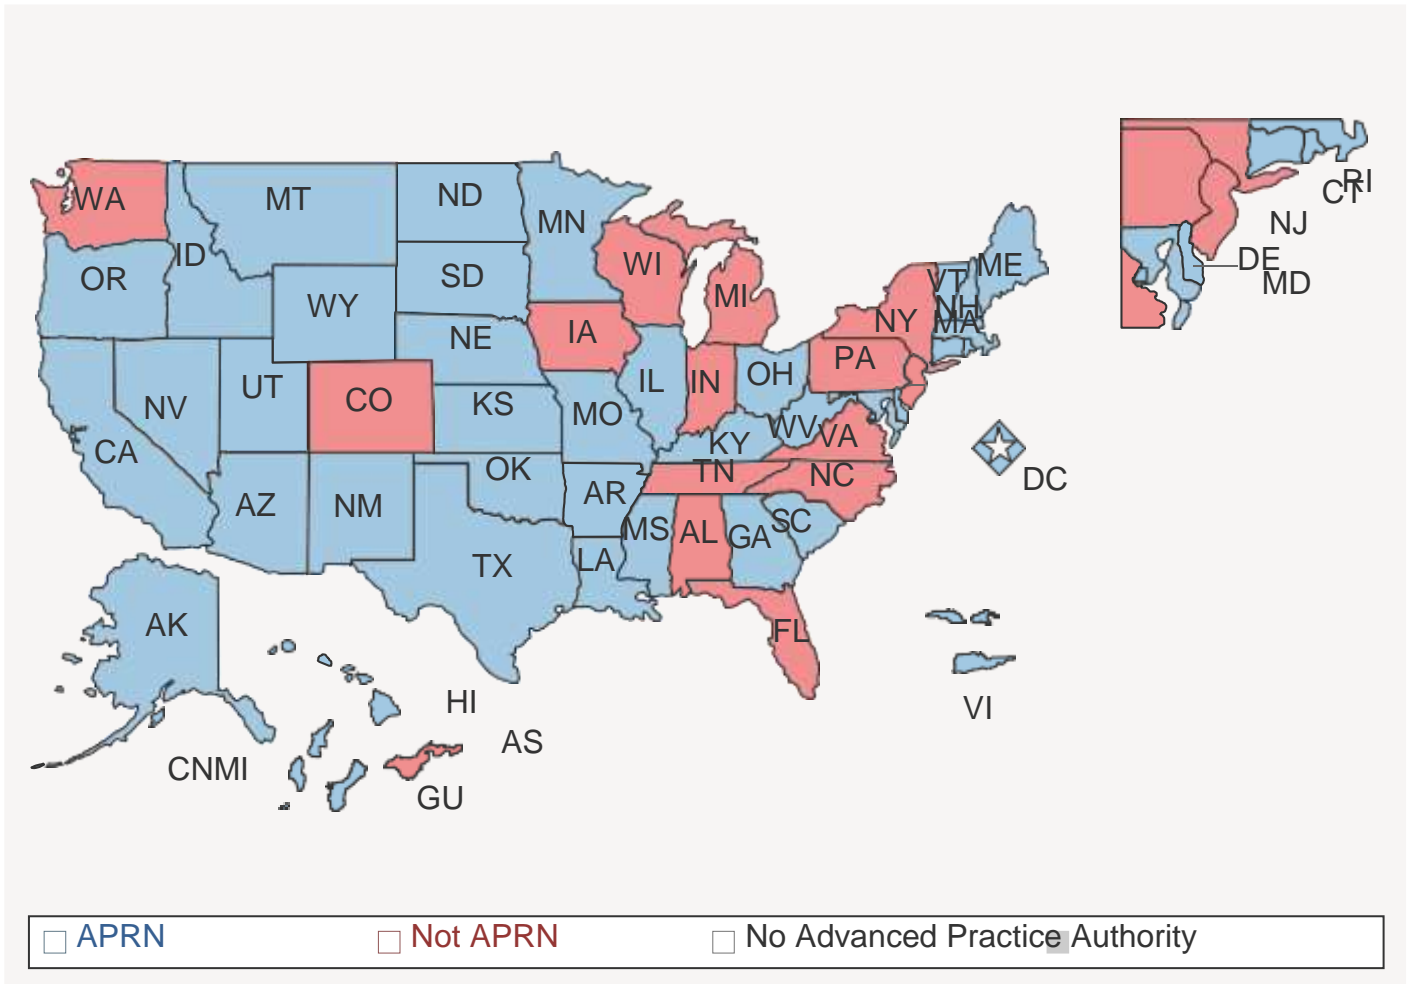 WA
MT
ND
MN
ID
OR
SD
WY
WI
MI
NE
IA
NY
VT
NH
MA
ME
PA
NV
UT
CO
KS
MO
IL
IN
OH
WV
VA
KY
CA
OK
TN
NC
AZ
NM
AR
MS
AL
GA
SC
TX
LA
FL
AK
HI
AS
CNMI
GU
VI
DC
RI
CT
NJ
DE
MD
APRN
Not APRN
No Advanced Practice Authority